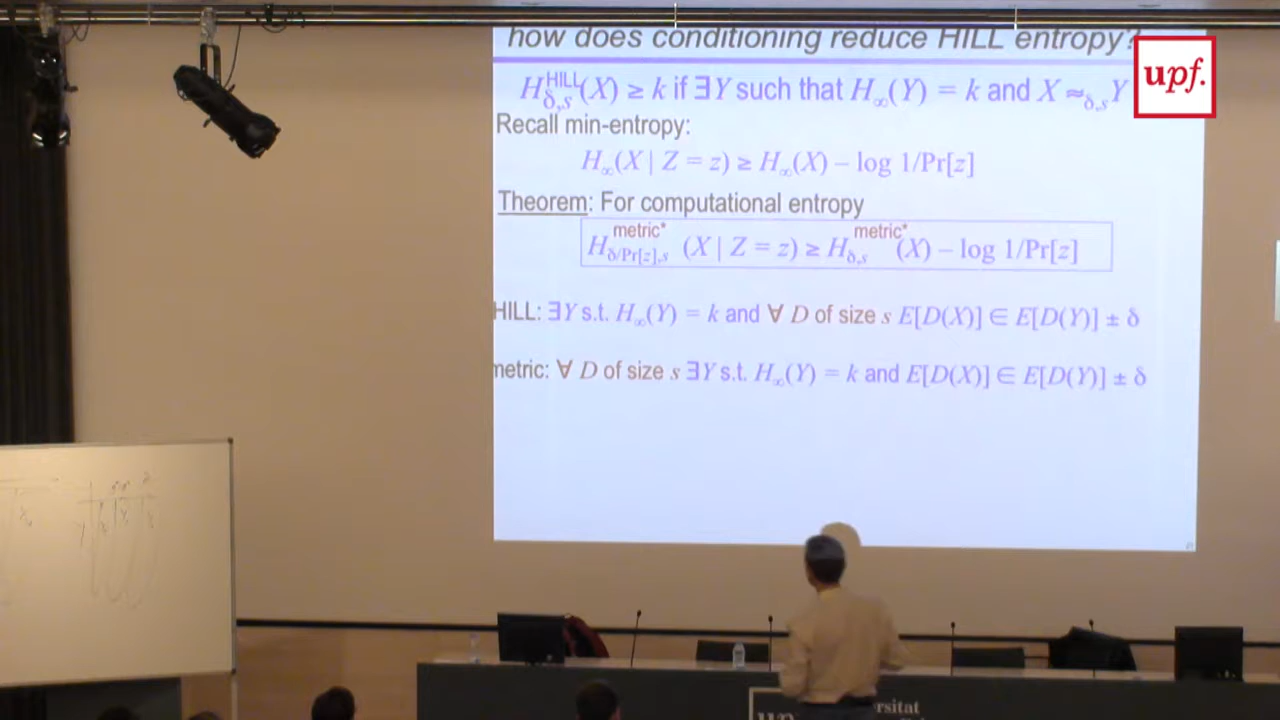 how does conditioning reduce HILL entropy?
upf.
H^HILL_δ,s(X) ≥ k if ∃Y such that H∞(Y) = k and X ≈δ,s Y
Recall min-entropy:
H∞(X | Z = z) ≥ H∞(X) – log 1/Pr[z]
Theorem: For computational entropy
H^metric*_δ/Pr[z],s (X | Z = z) ≥ H^metric*_δ,s (X) – log 1/Pr[z]
HILL: ∃Y s.t. H∞(Y) = k and ∀ D of size s E[D(X)] ∈ E[D(Y)] ± δ
metric: ∀ D of size s ∃Y s.t. H∞(Y) = k and E[D(X)] ∈ E[D(Y)] ± δ
upf